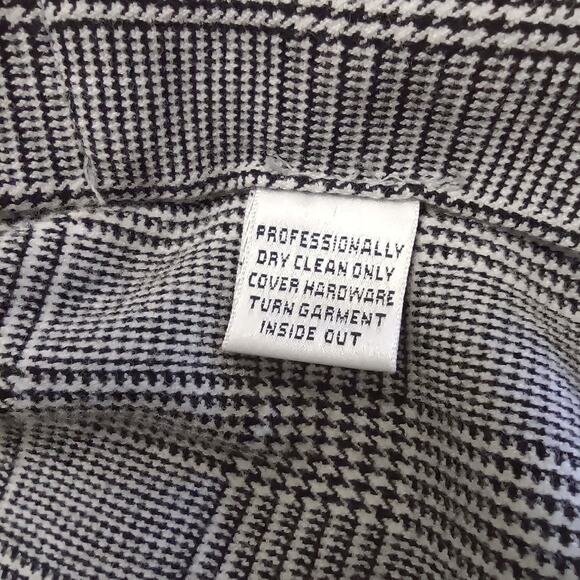 PROFESSIONALLY
DRY CLEAN ONLY
COVER HARDWARE
TURN GARMENT
INSIDE OUT